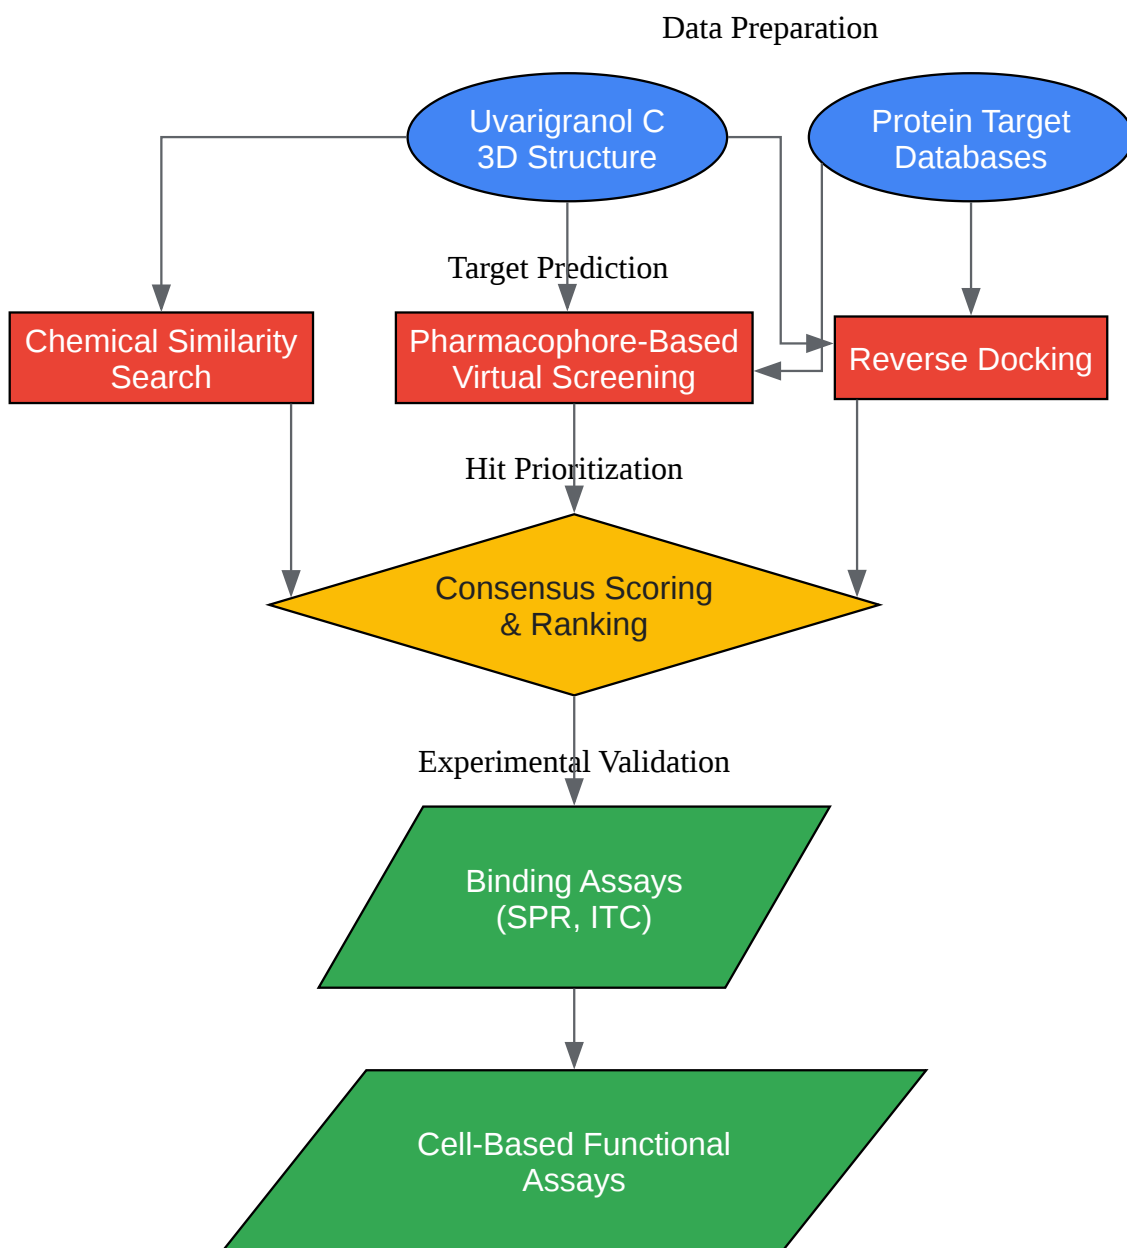 Data Preparation
Uvarigranol C
3D Structure
Protein Target
Databases
Target Prediction
Chemical Similarity
Search
Pharmacophore-Based
Virtual Screening
Reverse Docking
Hit Prioritization
Consensus Scoring
& Ranking
Experimental Validation
Binding Assays
(SPR, ITC)
Cell-Based Functional
Assays